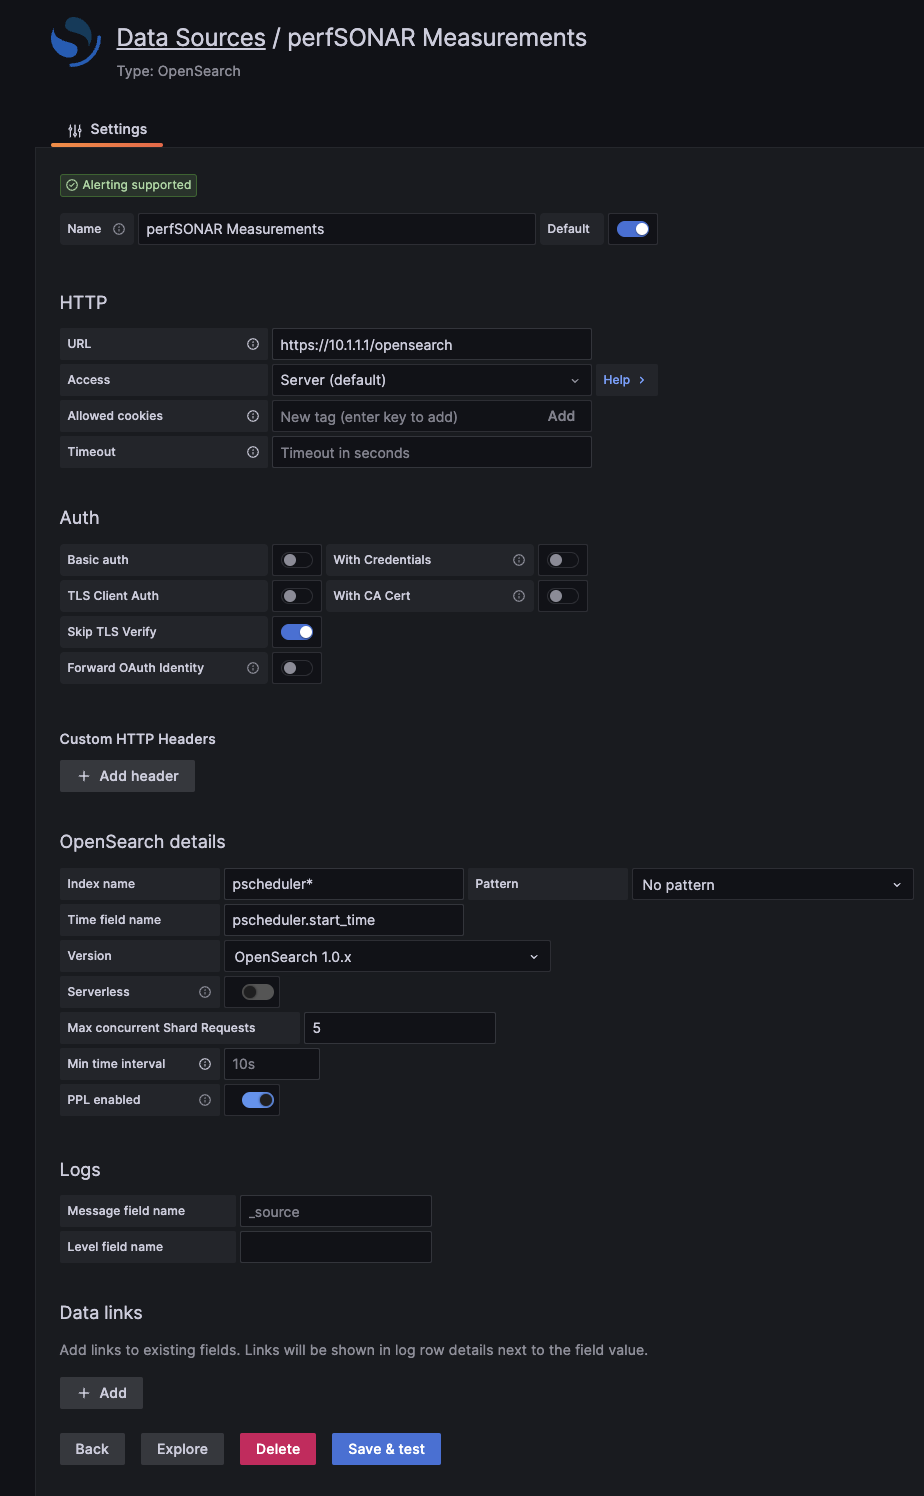 Data Sources / perfSONAR Measurements
Type: OpenSearch
Settings
Alerting supported
Name perfSONAR Measurements Default
HTTP
URL https://10.1.1.1/opensearch
Access Server (default) Help
Allowed cookies New tag (enter key to add) Add
Timeout Timeout in seconds
Auth
Basic auth With Credentials
TLS Client Auth With CA Cert
Skip TLS Verify
Forward OAuth Identity
Custom HTTP Headers
+ Add header
OpenSearch details
Index name pscheduler* Pattern No pattern
Time field name pscheduler.start_time
Version OpenSearch 1.0.x
Serverless
Max concurrent Shard Requests 5
Min time interval 10s
PPL enabled
Logs
Message field name _source
Level field name
Data links
Add links to existing fields. Links will be shown in log row details next to the field value.
+ Add
Back Explore Delete Save & test